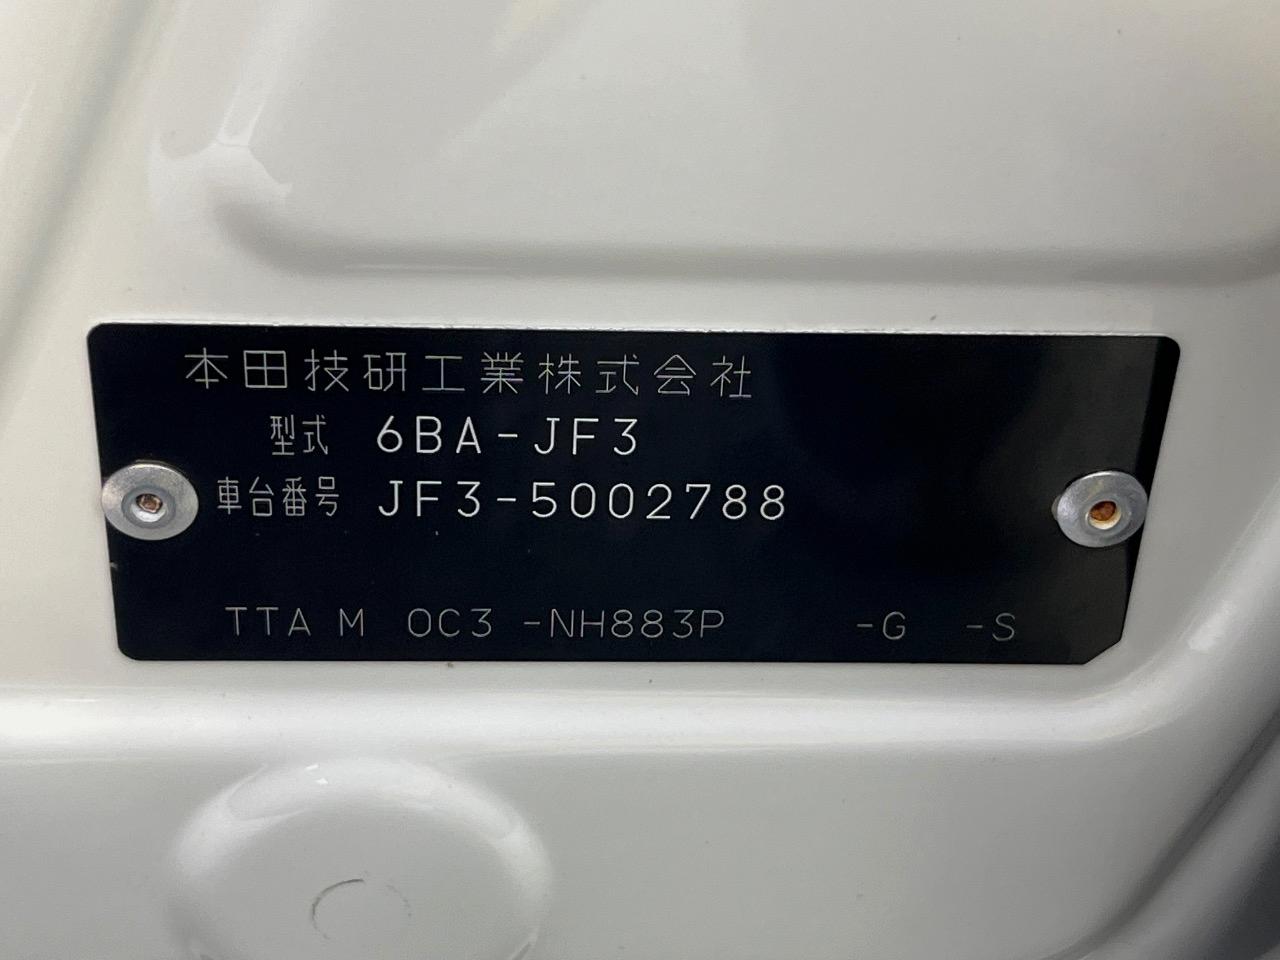 本田技研工業株式会社
型式 6BA-JF3
車台番号 JF3-5002788
TTA M 0C3 -NH883P -G -S